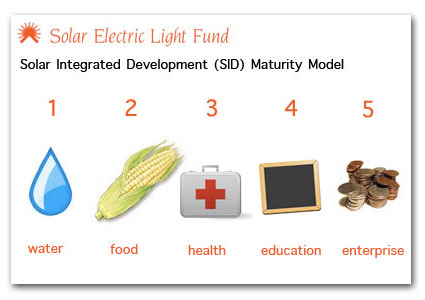 Solar Electric Light Fund
Solar Integrated Development (SID) Maturity Model
1 2 3 4 5
water food health education enterprise